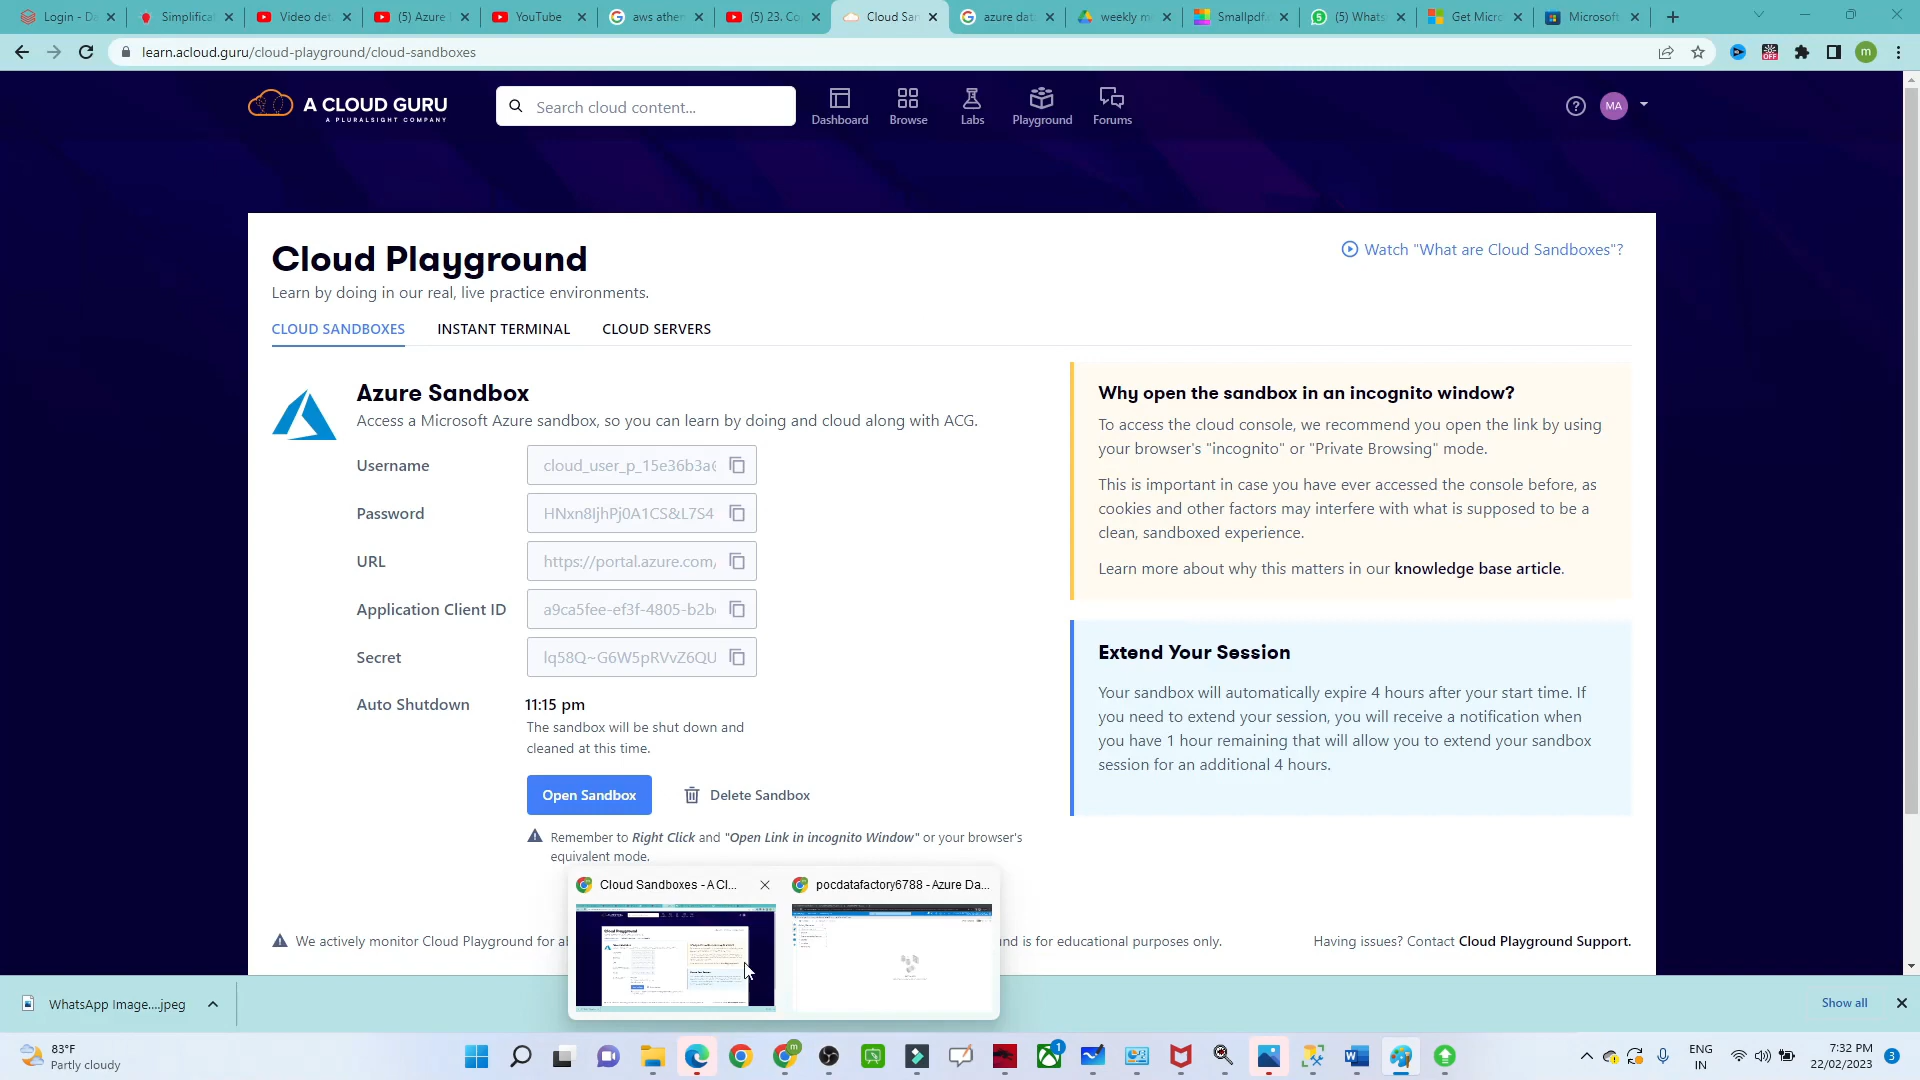 Login - Da
Simplificat
Video det
(5) Azure
YouTube
aws athen
(5) 23. Co
Cloud San
azure dat
weekly m
Smallpdf
(5) Whats
Get Micro
Microsoft
learn.acloud.guru/cloud-playground/cloud-sandboxes
OFF
m
A CLOUD GURU
A PLURALSIGHT COMPANY
Search cloud content...
Dashboard
Browse
Labs
Playground
Forums
MA
Cloud Playground
Watch "What are Cloud Sandboxes"?
Learn by doing in our real, live practice environments.
CLOUD SANDBOXES
INSTANT TERMINAL
CLOUD SERVERS
Azure Sandbox
Access a Microsoft Azure sandbox, so you can learn by doing and cloud along with ACG.
Username
cloud_user_p_15e36b3a
Password
HNxn8IjhPj0A1CS&L7S4
URL
https://portal.azure.com/
Application Client ID
a9ca5fee-ef3f-4805-b2b
Secret
lq58Q~G6W5pRVvZ6QU
Auto Shutdown
11:15 pm
The sandbox will be shut down and
cleaned at this time.
Open Sandbox
Delete Sandbox
Remember to Right Click and "Open Link in incognito Window" or your browser's
equivalent mode.
Why open the sandbox in an incognito window?
To access the cloud console, we recommend you open the link by using
your browser's "incognito" or "Private Browsing" mode.
This is important in case you have ever accessed the console before, as
cookies and other factors may interfere with what is supposed to be a
clean, sandboxed experience.
Learn more about why this matters in our knowledge base article.
Extend Your Session
Your sandbox will automatically expire 4 hours after your start time. If
you need to extend your session, you will receive a notification when
you have 1 hour remaining that will allow you to extend your sandbox
session for an additional 4 hours.
Cloud Sandboxes - A Cl...
pocdatafactory6788 - Azure Da...
We actively monitor Cloud Playground for
nd is for educational purposes only.
Having issues? Contact Cloud Playground Support.
WhatsApp Image....jpeg
Show all
83°F
Partly cloudy
m
1
ENG
IN
7:32 PM
22/02/2023
3